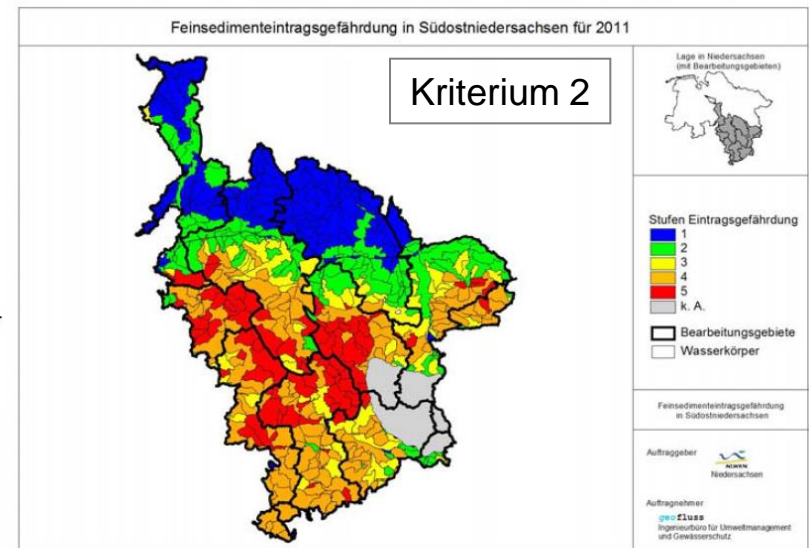 Feinsedimenteintragsgefährdung in Südostniedersachsen für 2011
Kriterium 2
Lage in Niedersachsen
(mit Bearbeitungsgebieten)
Stufen Eintragsgefährdung
1
2
3
4
5
k. A.
Bearbeitungsgebiete
Wasserkörper
Feinsedimenteintragsgefährdung
in Südostniedersachsen
Auftraggeber
NLWKN
Niedersachsen
Auftragnehmer
geofluss
Ingenieurbüro für Umweltmanagement
und Gewässerschutz